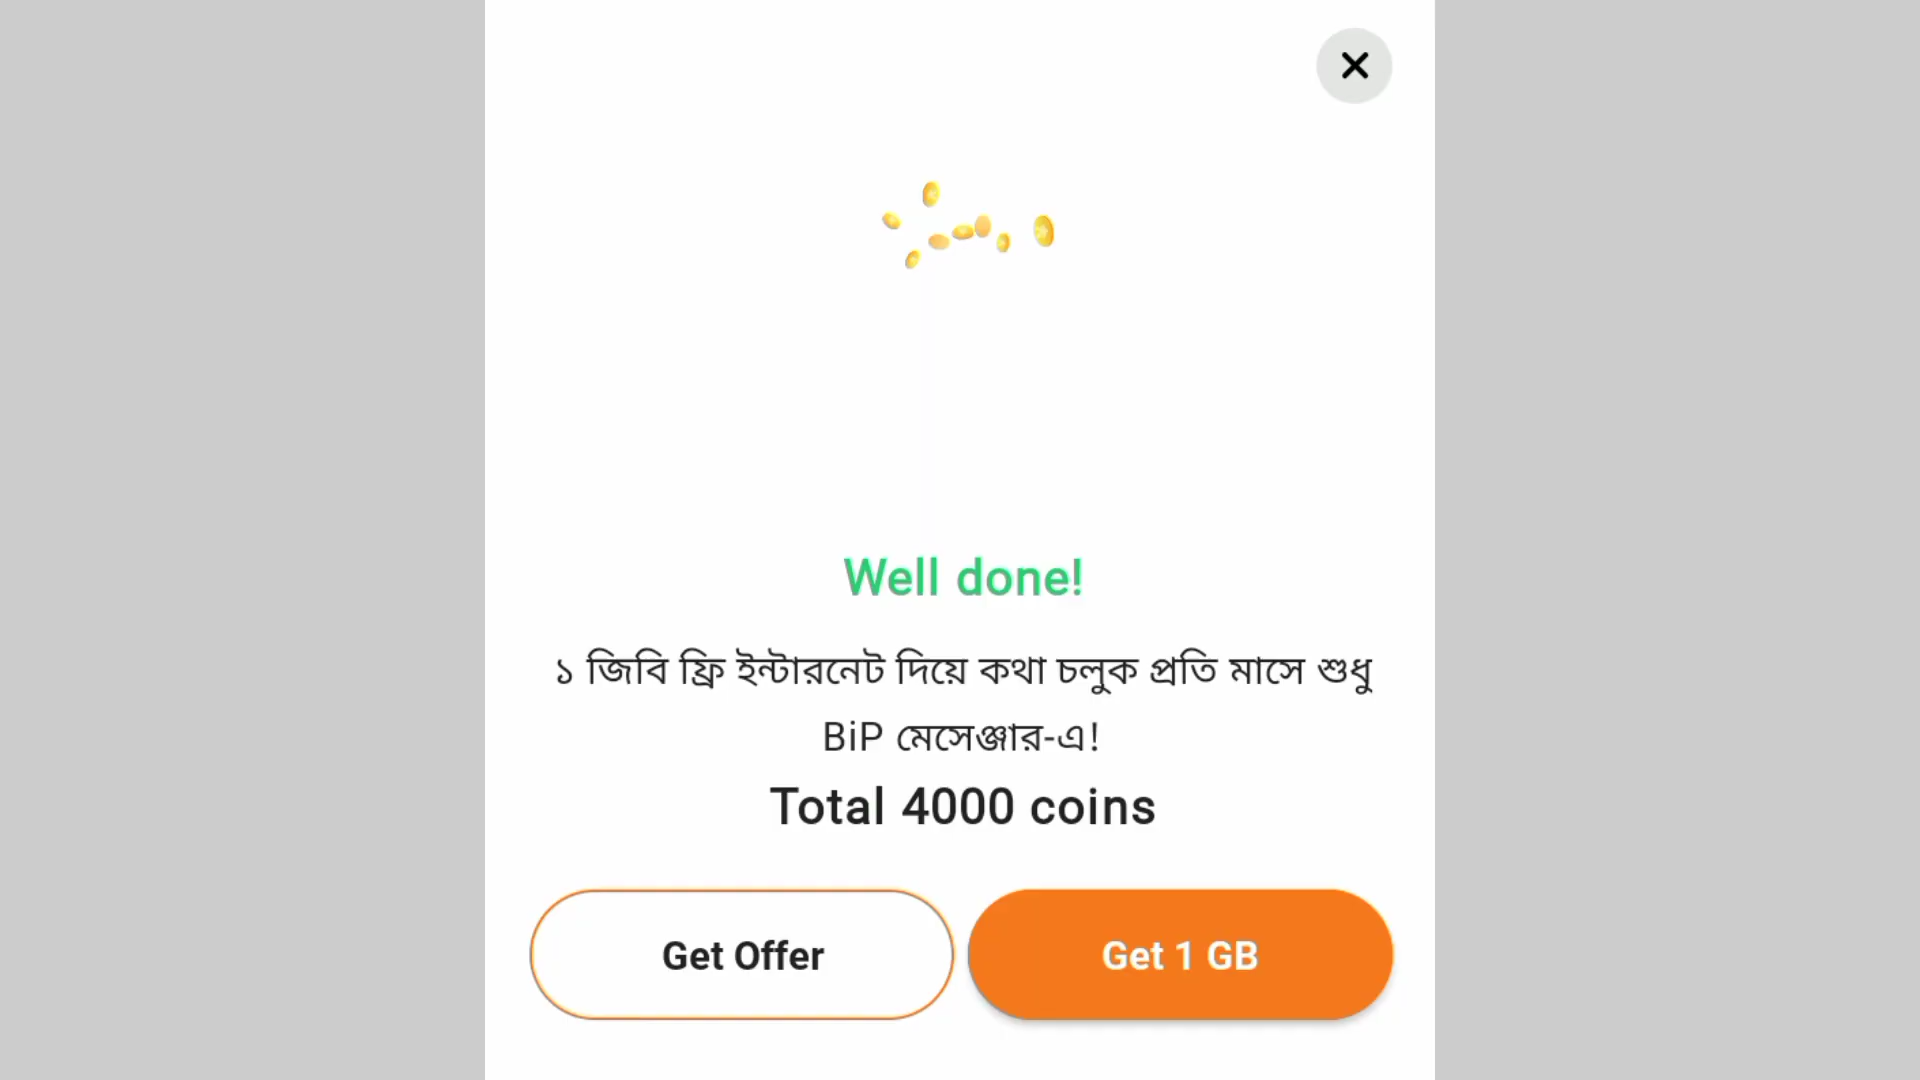 Well done!
১ জিবি ফ্রি ইন্টারনেট দিয়ে কথা চলুক প্রতি মাসে শুধু
BiP মেসেঞ্জার-এ!
Total 4000 coins
Get Offer
Get 1 GB